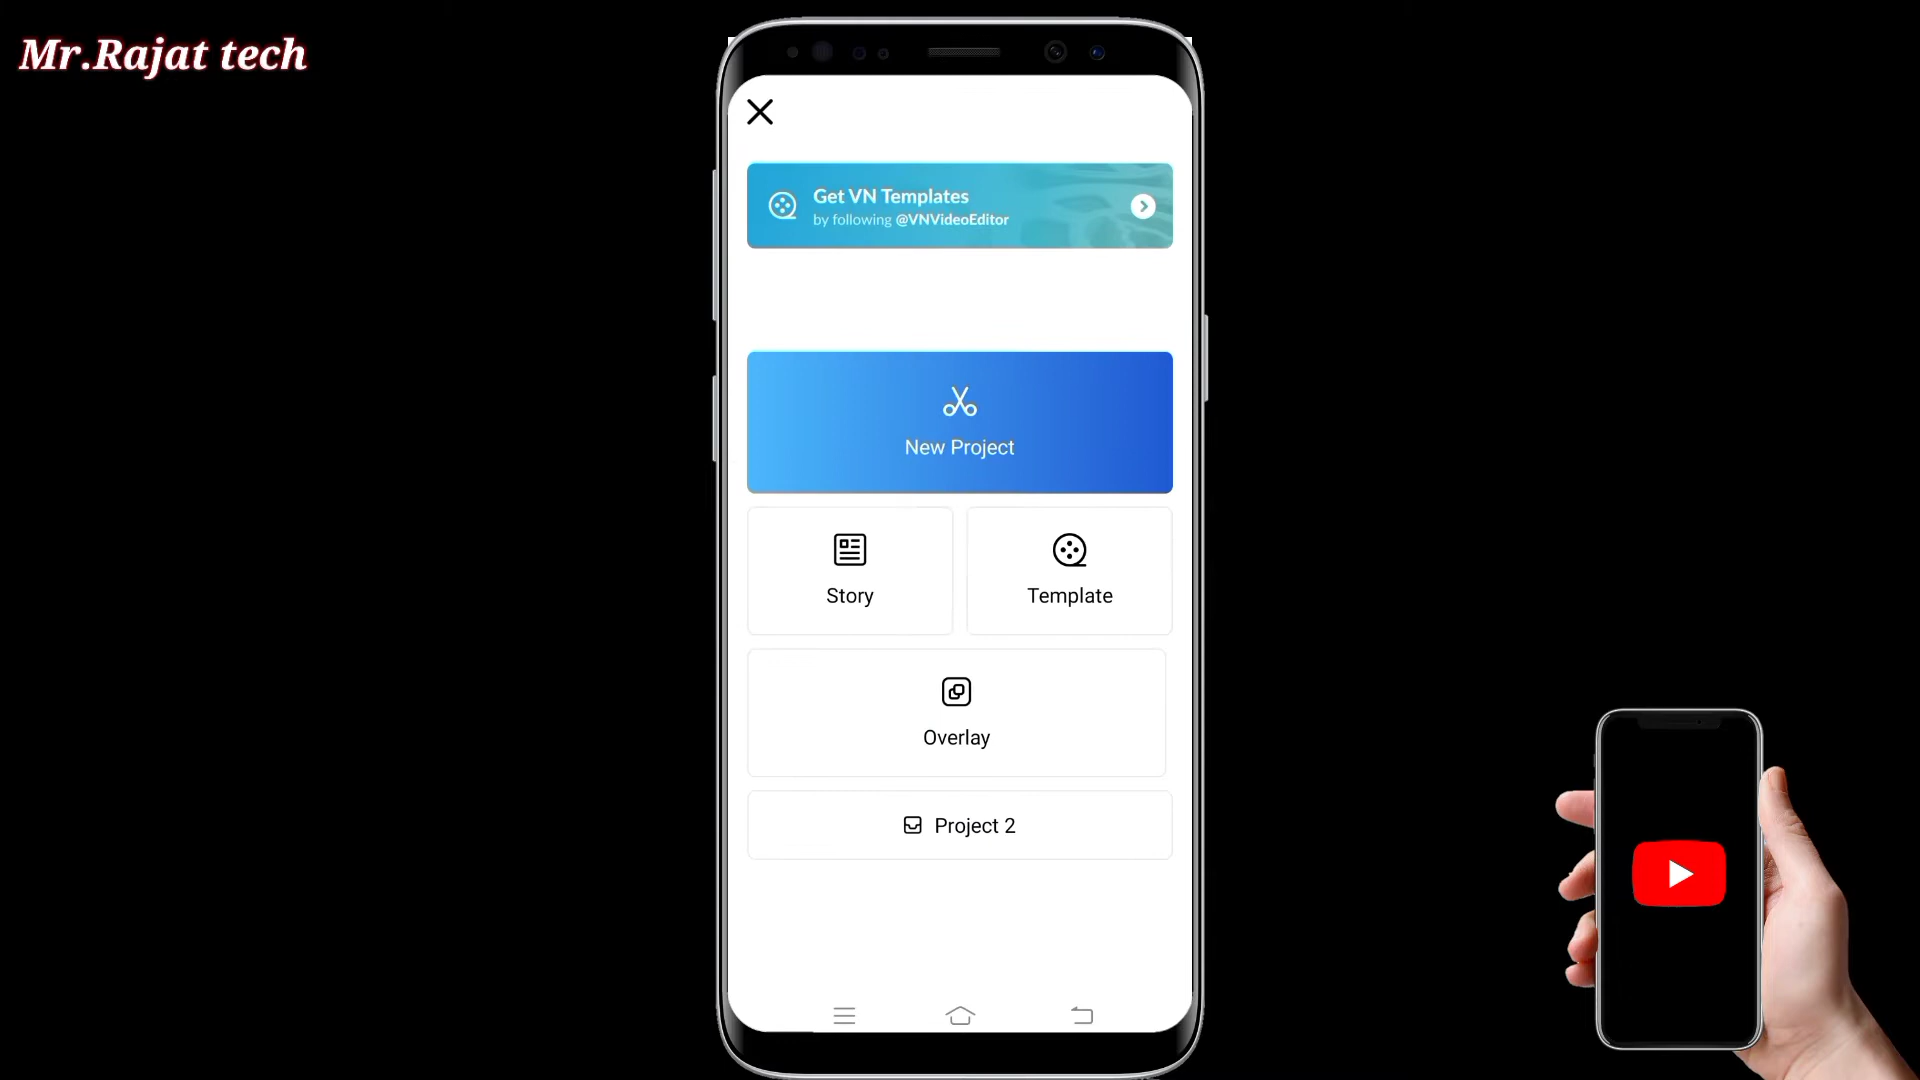 Mr.Rajat tech
Get VN Templates
by following @VNVideoEditor
New Project
Story
Template
Overlay
Project 2